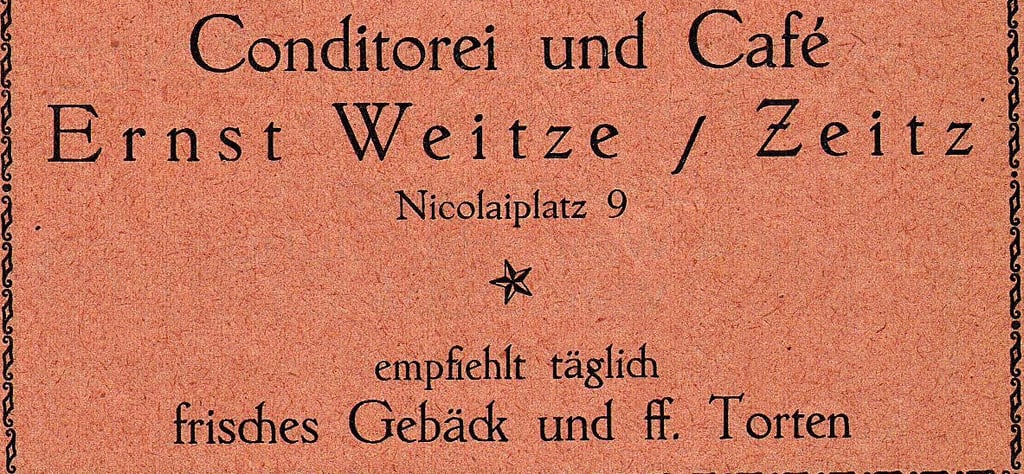 Conditorei und Café
Ernst Weitze / Zeitz
Nicolaiplatz 9
empfiehlt täglich
frisches Gebäck und ff. Torten